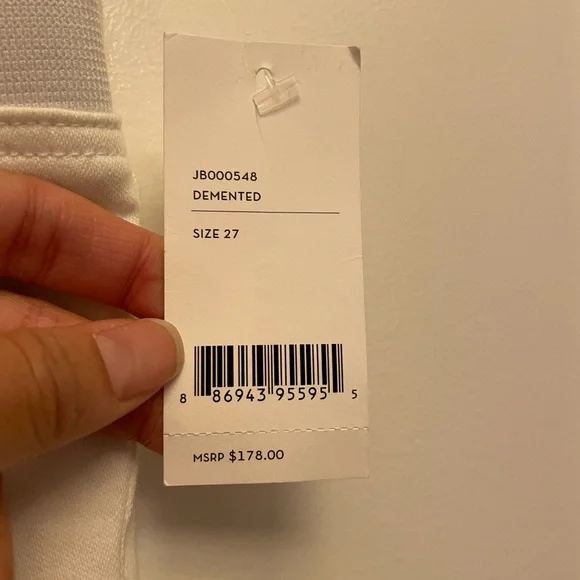 JB000548
DEMENTED
SIZE 27
8 86943 95595 5
MSRP $178.00